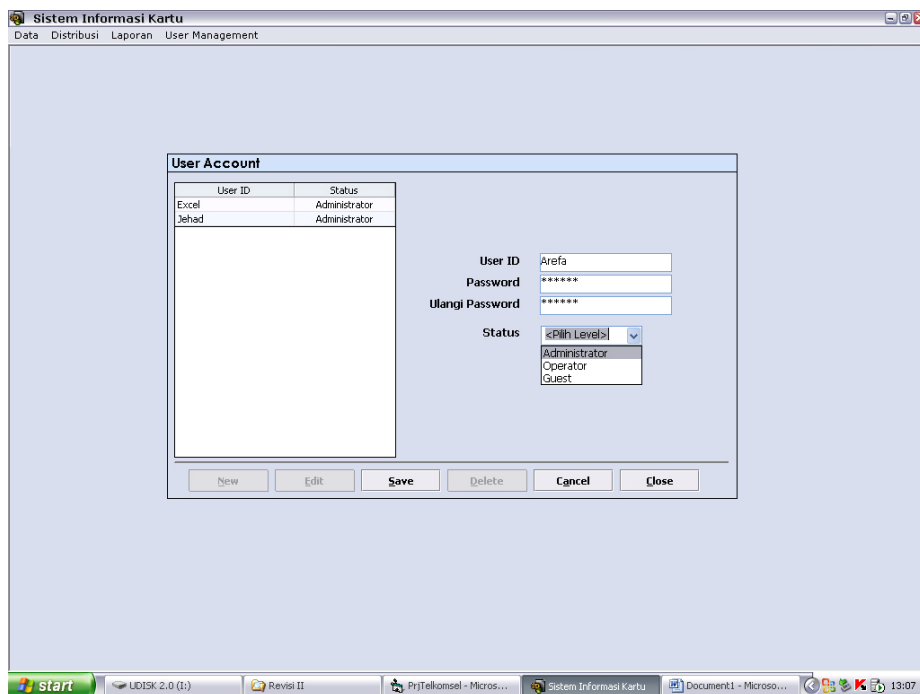 Sistem Informasi Kartu
Data Distribusi Laporan User Management
User Account
User ID Status
Excel Administrator
Jehad Administrator
User ID Arefa
Password ******
Ulangi Password ******
Status <Pilih Level>
Administrator
Operator
Guest
New Edit Save Delete Cancel Close
start UDISK 2.0 (I:) Revisi II PrjTelkomsel - Micros... Sistem Informasi Kartu Document1 - Microso... 13:07